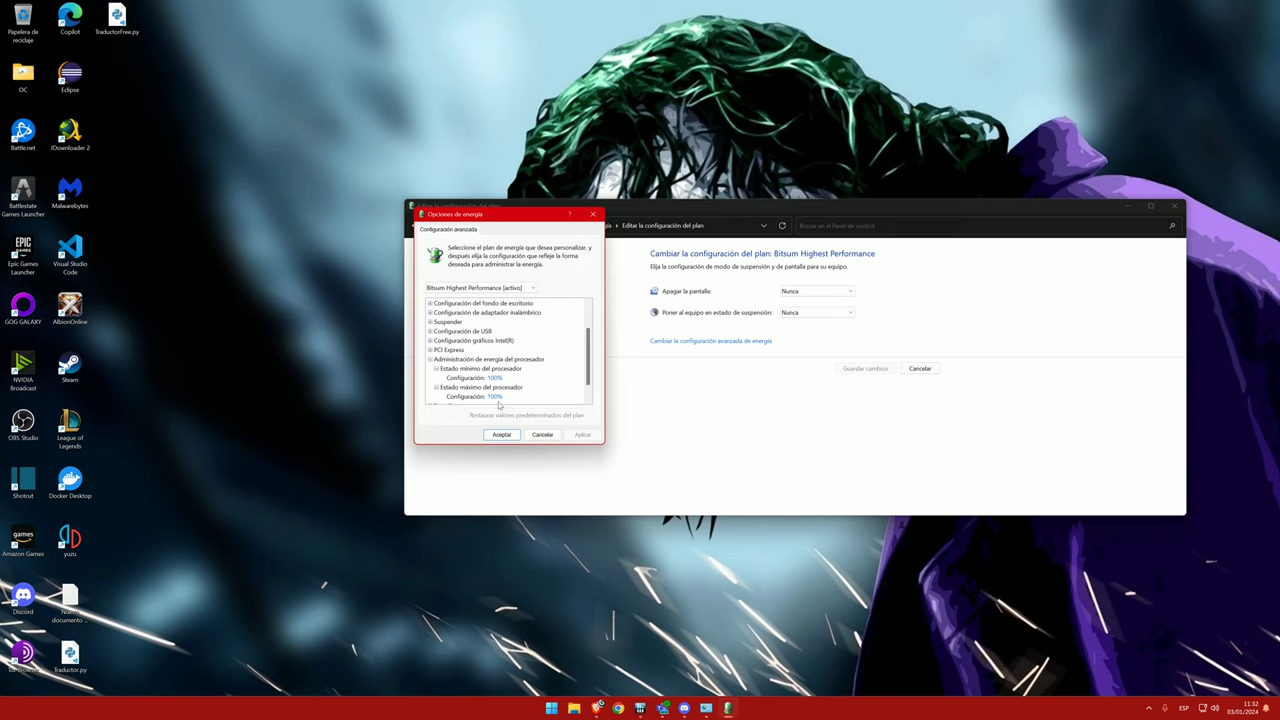 Papelera de
reciclaje
Copilot
TraductorFree.py
OC
Eclipse
Battle.net
JDownloader 2
Battlestate
Games Launcher
Malwarebytes
Epic Games
Launcher
Visual Studio
Code
GOG GALAXY
AlbionOnline
NVIDIA
Broadcast
Steam
OBS Studio
League of
Legends
Shotcut
Docker Desktop
Amazon Games
yuzu
Discord
Nuevo
documento ...
Traductor.py
Editar la configuración del plan
Editar la configuración del plan
Buscar en el Panel de control
Cambiar la configuración del plan: Bitsum Highest Performance
Elija la configuración de modo de suspensión y de pantalla para su equipo.
Apagar la pantalla:
Nunca
Poner al equipo en estado de suspensión:
Nunca
Cambiar la configuración avanzada de energía
Guardar cambios
Cancelar
Opciones de energía
Configuración avanzada
Seleccione el plan de energía que desea personalizar, y
después elija la configuración que refleje la forma
deseada para administrar la energía.
Bitsum Highest Performance [activo]
Configuración del fondo de escritorio
Configuración de adaptador inalámbrico
Suspender
Configuración de USB
Configuración gráficos Intel(R)
PCI Express
Administración de energía del procesador
Estado mínimo del procesador
Configuración: 100%
Estado máximo del procesador
Configuración: 100%
Restaurar valores predeterminados del plan
Aceptar
Cancelar
Aplicar
ESP
11:32
03/01/2024